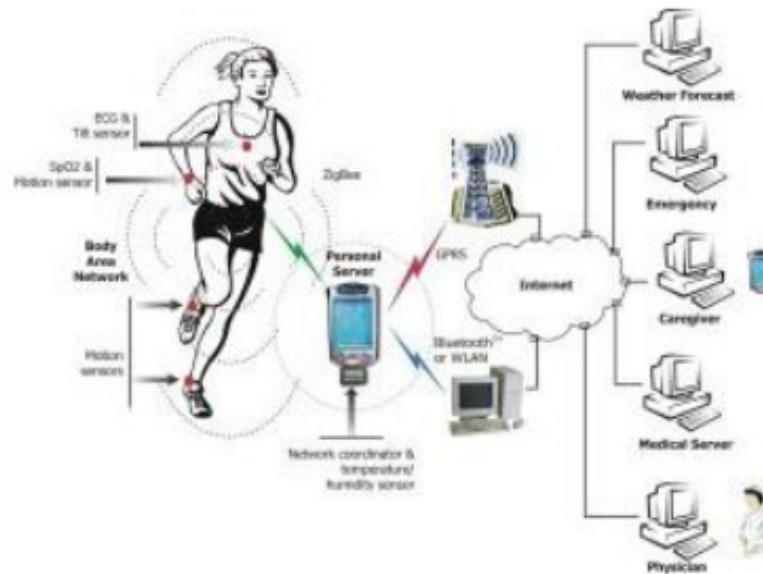 ECG &
Tilt sensor
SpO2 &
Motion sensor
ZigBee
Body
Area
Network
Motion
sensors
Personal
Server
GPRS
Bluetooth™
or WLAN
Network coordinator &
temperature/
humidity sensor
Internet
Weather Forecast
Emergency
Caregiver
Medical Server
Physician